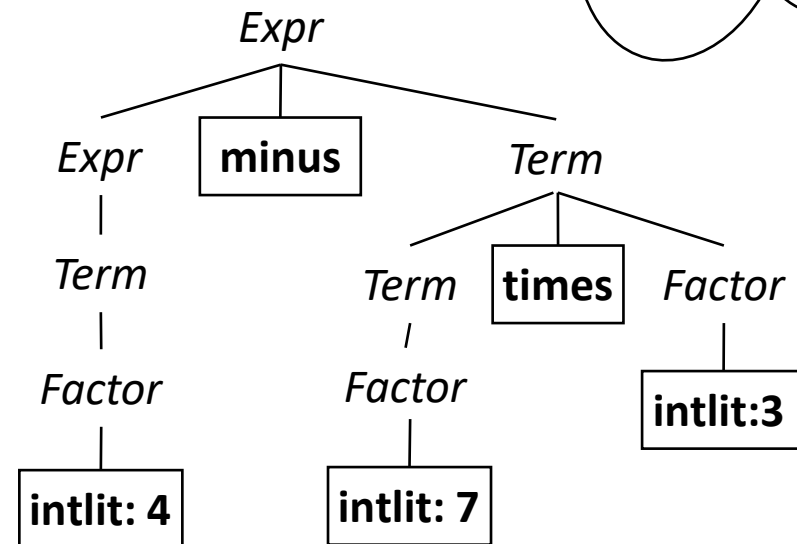 Expr
Expr minus Term
Term Term times Factor
Factor Factor intlit:3
intlit: 4 intlit: 7